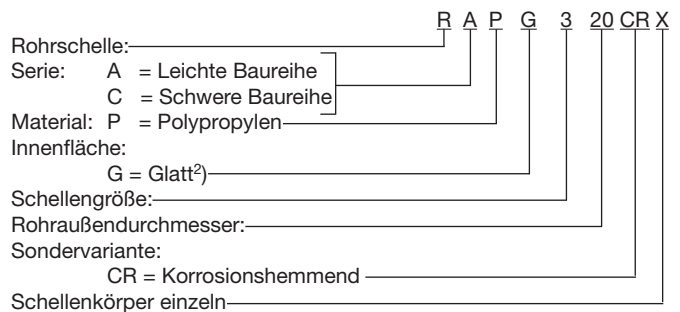 R A P G 3 20 CR X
Rohrschelle:
Serie: A = Leichte Baureihe
C = Schwere Baureihe
Material: P = Polypropylen
Innenfläche:
G = Glatt²)
Schellengröße:
Rohraußendurchmesser:
Sondervariante:
CR = Korrosionshemmend
Schellenkörper einzeln